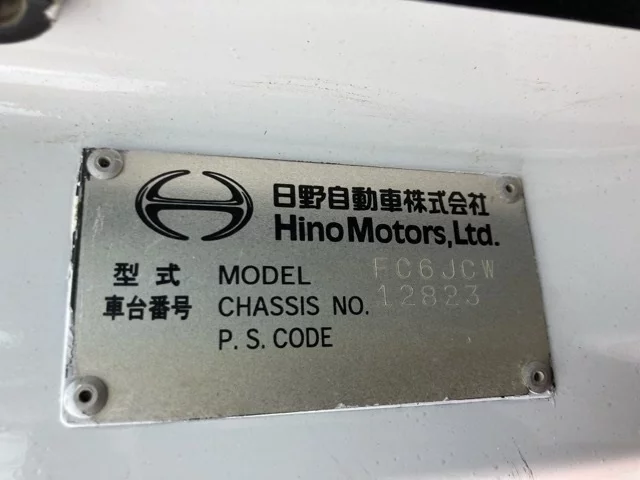 日野自動車株式会社
Hino Motors, Ltd.
型式 MODEL FC6JCW
車台番号 CHASSIS NO. 12823
P. S. CODE